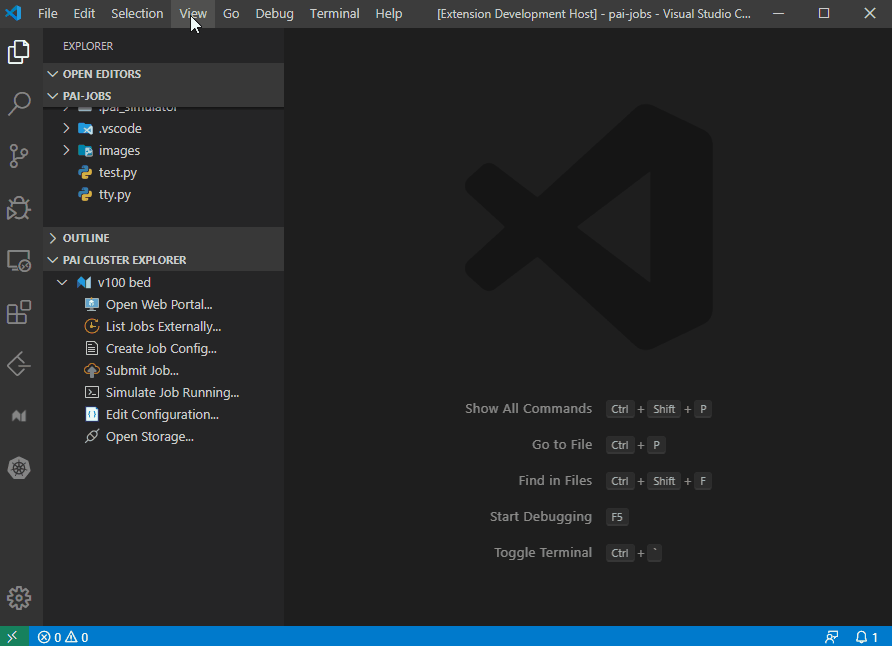 File Edit Selection View Go Debug Terminal Help [Extension Development Host] - pai-jobs - Visual Studio C...
EXPLORER
OPEN EDITORS
PAI-JOBS
.pai_simulator
.vscode
images
test.py
tty.py
OUTLINE
PAI CLUSTER EXPLORER
v100 bed
Open Web Portal...
List Jobs Externally...
Create Job Config...
Submit Job...
Simulate Job Running...
Edit Configuration...
Open Storage...
Show All Commands Ctrl + Shift + P
Go to File Ctrl + P
Find in Files Ctrl + Shift + F
Start Debugging F5
Toggle Terminal Ctrl + `
0 0 1